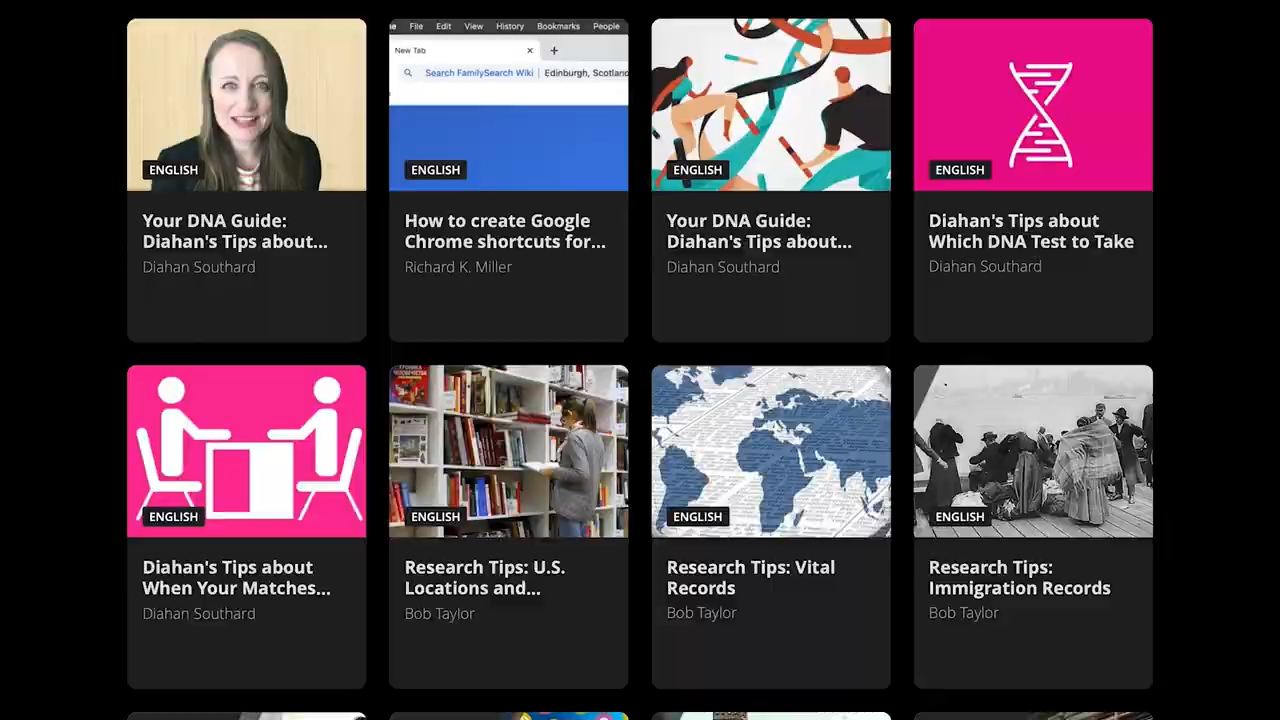 File Edit View History Bookmarks People
New Tab
Search FamilySearch Wiki | Edinburgh, Scotland
ENGLISH
ENGLISH
ENGLISH
ENGLISH
Your DNA Guide:
Diahan's Tips about...
Diahan Southard
How to create Google
Chrome shortcuts for...
Richard K. Miller
Your DNA Guide:
Diahan's Tips about...
Diahan Southard
Diahan's Tips about
Which DNA Test to Take
Diahan Southard
ENGLISH
ENGLISH
ENGLISH
ENGLISH
Diahan's Tips about
When Your Matches...
Diahan Southard
Research Tips: U.S.
Locations and...
Bob Taylor
Research Tips: Vital
Records
Bob Taylor
Research Tips:
Immigration Records
Bob Taylor